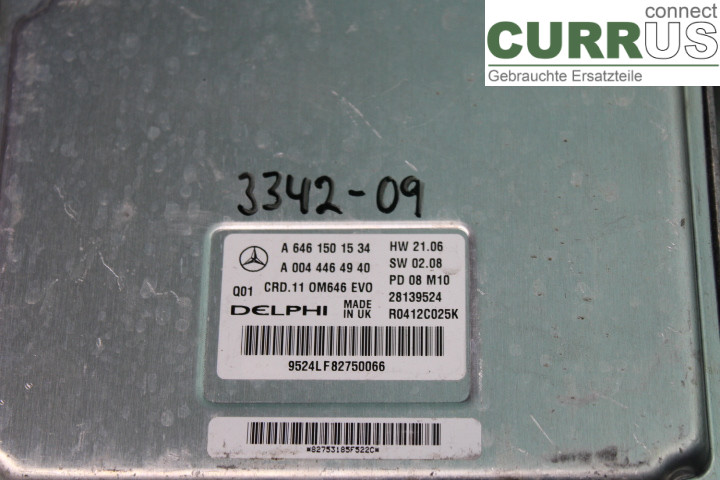 connect
CURRUS
Gebrauchte Ersatzteile
3342-09
A 646 150 15 34 HW 21.06
A 004 446 49 40 SW 02.08
Q01 CRD.11 OM646 EVO PD 08 M10
28139524
DELPHI MADE IN UK R0412C025K
9524LF82750066
*82753185F522C*